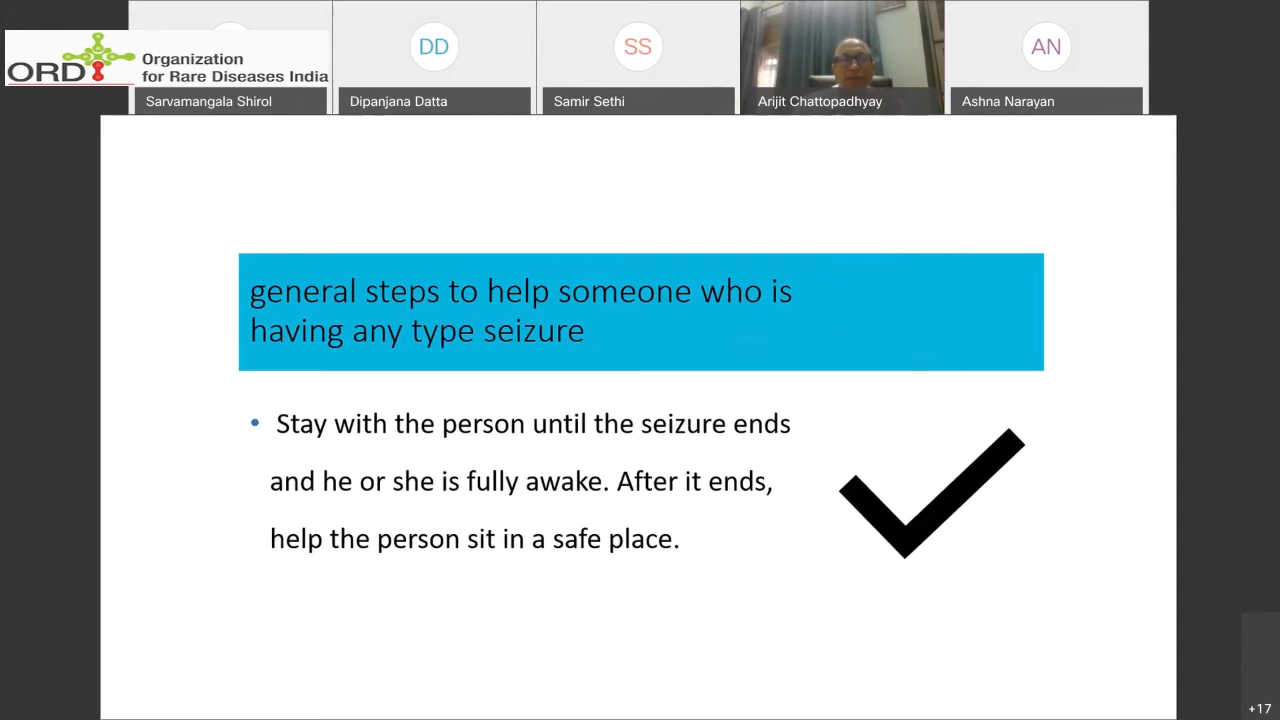 ORD
Organization
for Rare Diseases India
DD
SS
AN
Sarvamangala Shirol
Dipanjana Datta
Samir Sethi
Arijit Chattopadhyay
Ashna Narayan
general steps to help someone who is
having any type seizure
• Stay with the person until the seizure ends
and he or she is fully awake. After it ends,
help the person sit in a safe place.
+17